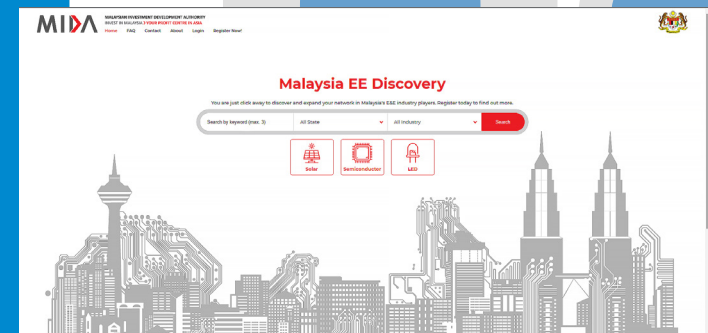 MIDA
MALAYSIAN INVESTMENT DEVELOPMENT AUTHORITY
INVEST IN MALAYSIA | YOUR PROFIT CENTRE IN ASIA
Home FAQ Contact About Login Register Now!
Malaysia EE Discovery
You are just click away to discover and expand your network in Malaysia's E&E industry players. Register today to find out more.
Search by keyword (max. 3) All State All Industry Search
Solar Semiconductor LED